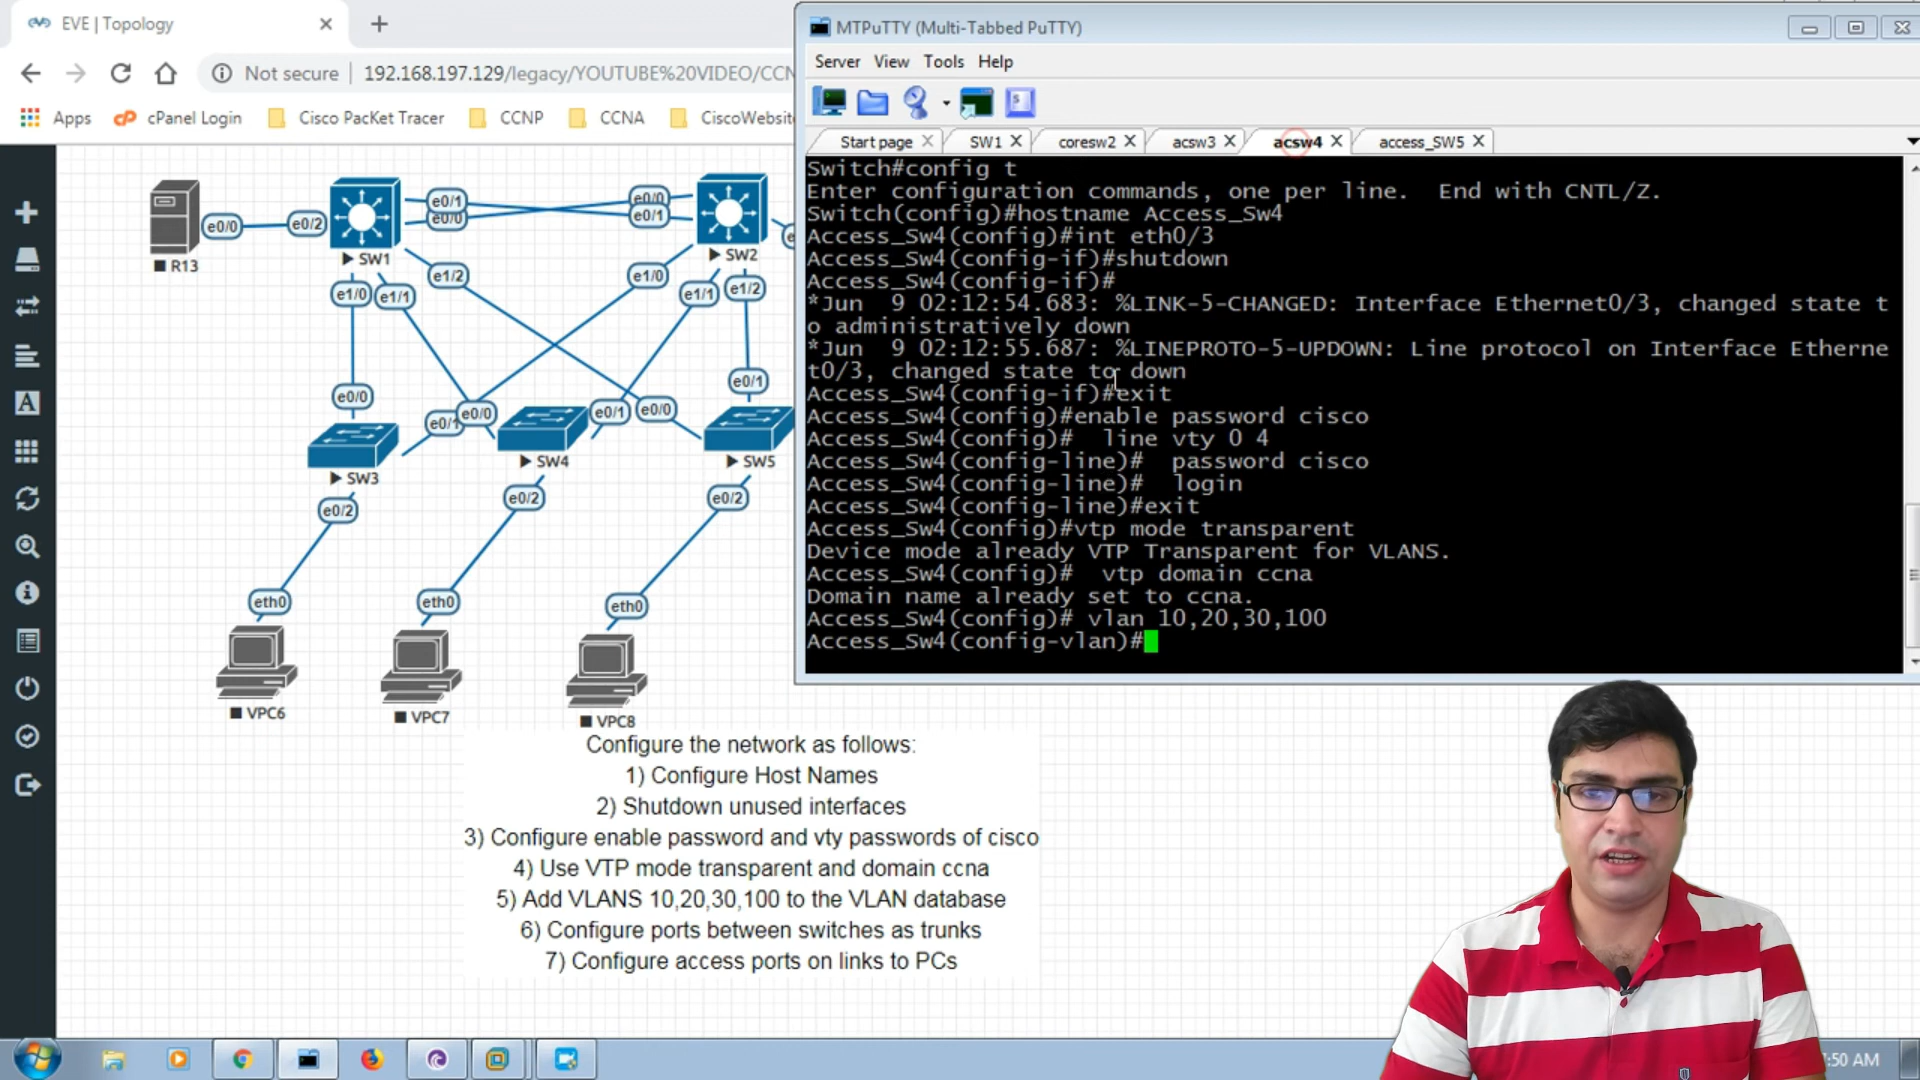 EVE | Topology
Not secure
192.168.197.129/legacy/YOUTUBE%20VIDEO/CCN
Apps
cPanel Login
Cisco PacKet Tracer
CCNP
CCNA
CiscoWebsite
MTPuTTY (Multi-Tabbed PuTTY)
Server View Tools Help
Start page
SW1
coresw2
acsw3
acsw4
access_SW5
Switch#config t
Enter configuration commands, one per line.  End with CNTL/Z.
Switch(config)#hostname Access_Sw4
Access_Sw4(config)#int eth0/3
Access_Sw4(config-if)#shutdown
Access_Sw4(config-if)#
*Jun  9 02:12:54.683: %LINK-5-CHANGED: Interface Ethernet0/3, changed state t
o administratively down
*Jun  9 02:12:55.687: %LINEPROTO-5-UPDOWN: Line protocol on Interface Etherne
t0/3, changed state to down
Access_Sw4(config-if)#exit
Access_Sw4(config)#enable password cisco
Access_Sw4(config)#  line vty 0 4
Access_Sw4(config-line)#  password cisco
Access_Sw4(config-line)#  login
Access_Sw4(config-line)#exit
Access_Sw4(config)#vtp mode transparent
Device mode already VTP Transparent for VLANS.
Access_Sw4(config)#  vtp domain ccna
Domain name already set to ccna.
Access_Sw4(config)# vlan 10,20,30,100
Access_Sw4(config-vlan)#
e0/0
e0/2
e0/1
e0/0
e0/0
e0/1
R13
SW1
SW2
e1/0
e1/1
e1/2
e1/0
e1/1
e1/2
e0/0
e0/1
e0/0
e0/1
e0/0
e0/1
SW3
SW4
SW5
e0/2
e0/2
e0/2
eth0
eth0
eth0
VPC6
VPC7
VPC8
Configure the network as follows:
1) Configure Host Names
2) Shutdown unused interfaces
3) Configure enable password and vty passwords of cisco
4) Use VTP mode transparent and domain ccna
5) Add VLANS 10,20,30,100 to the VLAN database
6) Configure ports between switches as trunks
7) Configure access ports on links to PCs
:50 AM